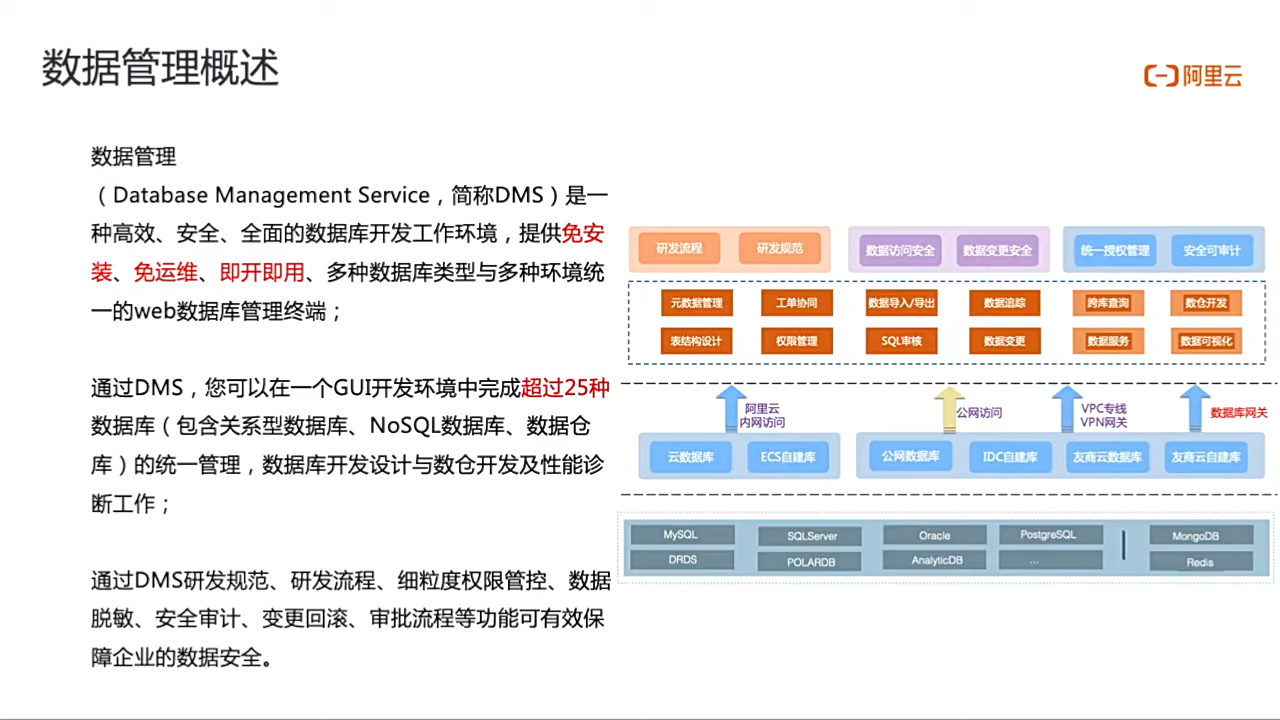 数据管理概述
阿里云
数据管理
（Database Management Service，简称DMS）是一
种高效、安全、全面的数据库开发工作环境，提供免安
装、免运维、即开即用、多种数据库类型与多种环境统
一的web数据库管理终端；
通过DMS，您可以在一个GUI开发环境中完成超过25种
数据库（包含关系型数据库、NoSQL数据库、数据仓
库）的统一管理，数据库开发设计与数仓开发及性能诊
断工作；
通过DMS研发规范、研发流程、细粒度权限管控、数据
脱敏、安全审计、变更回滚、审批流程等功能可有效保
障企业的数据安全。
研发流程 研发规范 数据访问安全 数据变更安全 统一授权管理 安全可审计
元数据管理 工单协同 数据导入/导出 数据追踪 跨库查询 数仓开发
表结构设计 权限管理 SQL审核 数据变更 数据服务 数据可视化
阿里云
内网访问
公网访问
VPC专线
VPN网关
数据库网关
云数据库 ECS自建库 公网数据库 IDC自建库 友商云数据库 友商云自建库
MySQL SQLServer Oracle PostgreSQL MongoDB
DRDS POLARDB AnalyticDB ... Redis